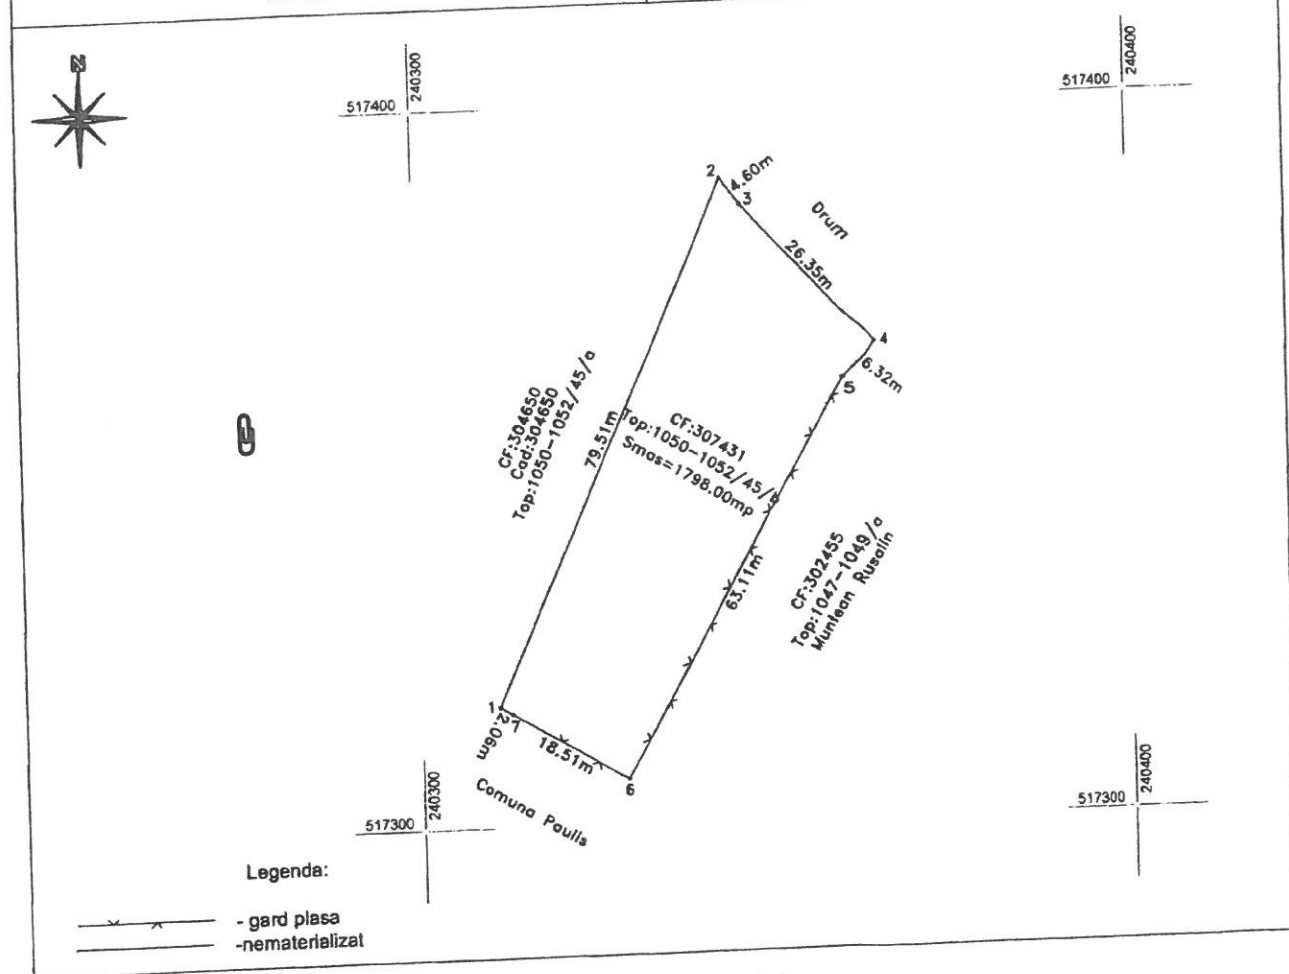 N
240300
517400
240400
517400
2
4.60m
3
Drum
26.35m
4
6.32m
5
CF:304650
Cad:304650
Top:1050-1052/45/a
79.51m
CF:307431
Top:1050-1052/45/b
Smas=1798.00mp
63.11m
CF:302455
Top:1047-1049/a
Muntean Rusalin
1
2.06m
7
18.51m
6
Comuna Paulis
240300
517300
240400
517300
Legenda:
- gard plasa
-nematerializat